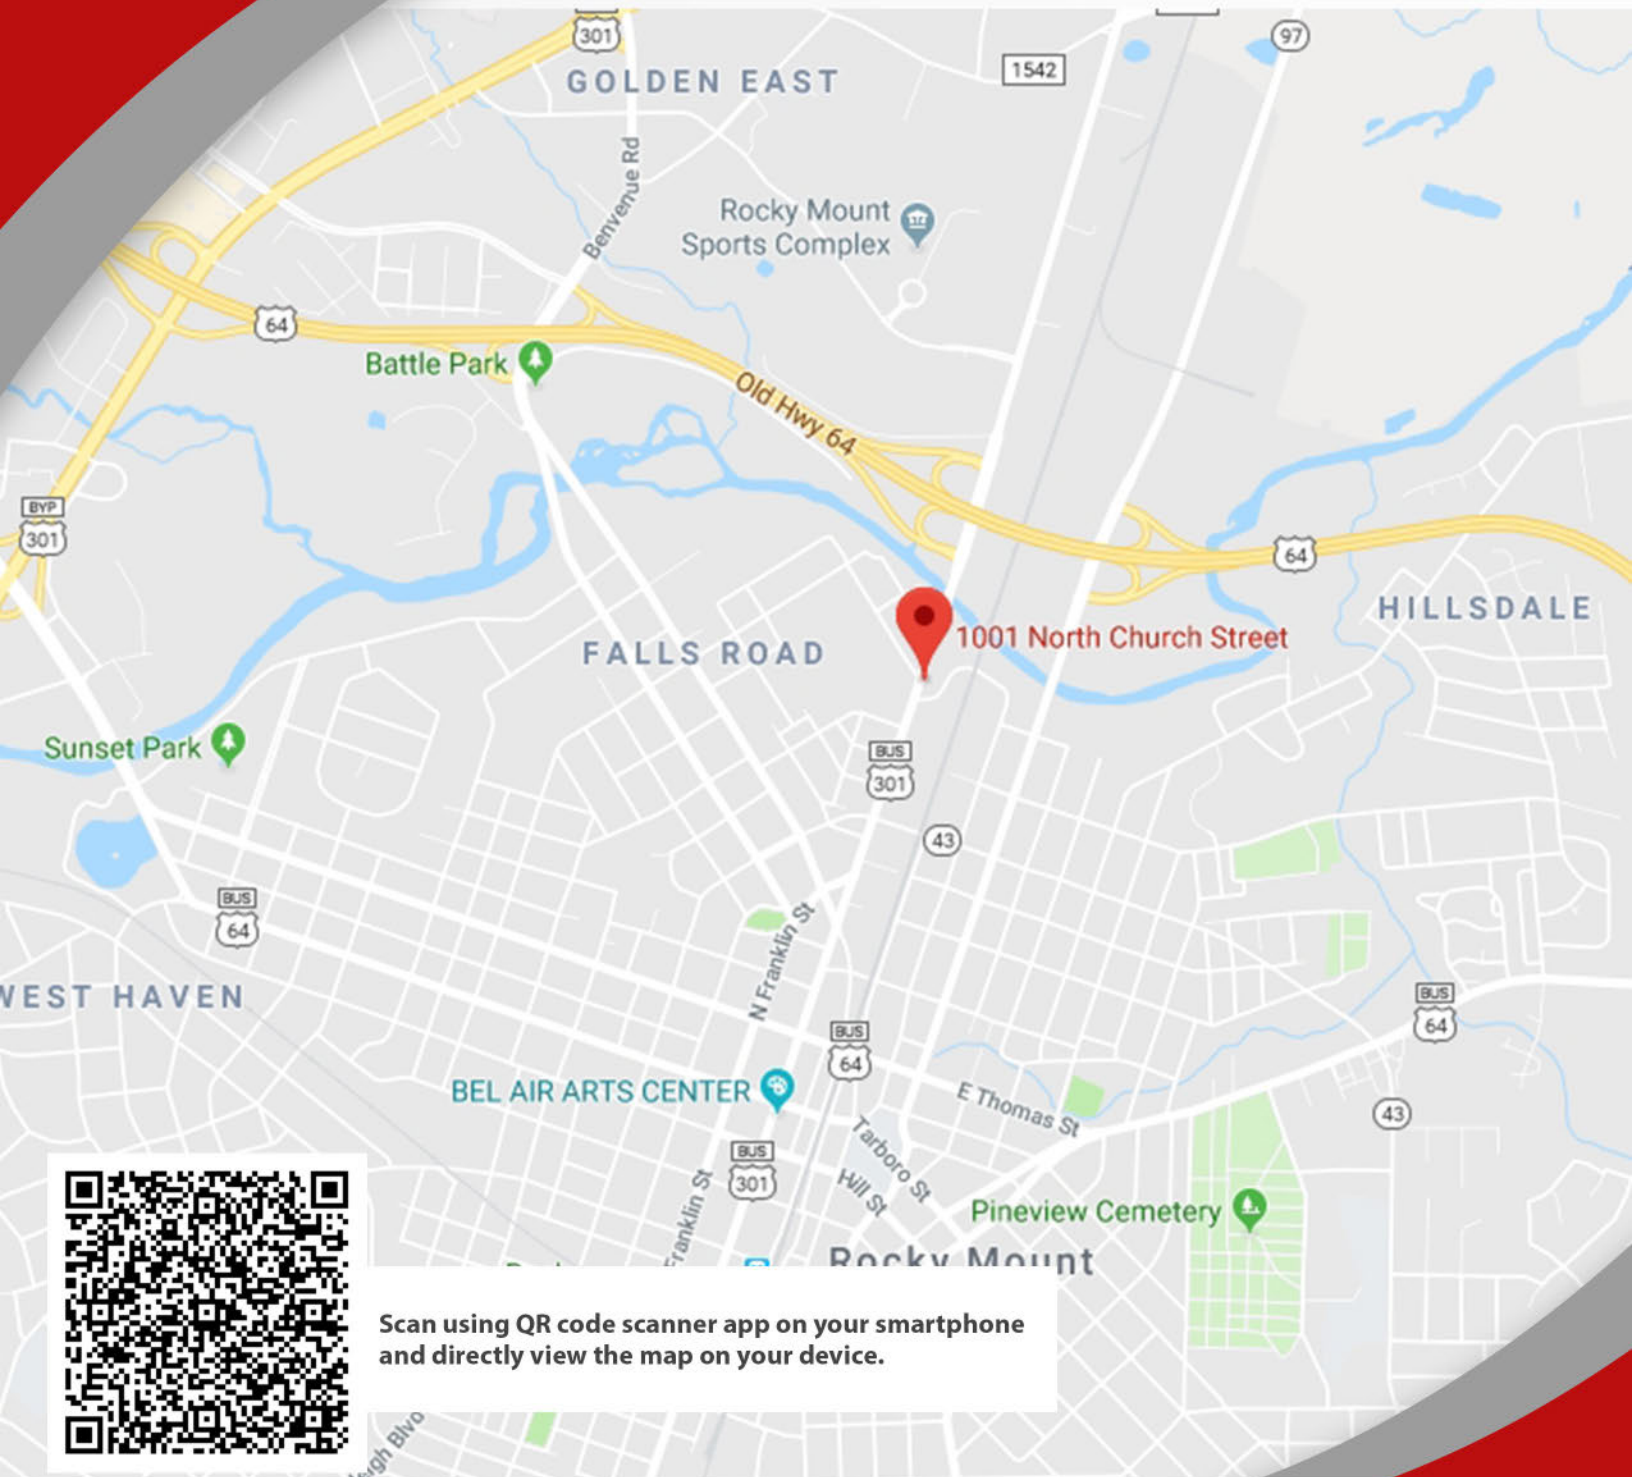 301
97
GOLDEN EAST
1542
Benvenue Rd
Rocky Mount
Sports Complex
64
Battle Park
Old Hwy 64
BYP
301
64
HILLSDALE
1001 North Church Street
FALLS ROAD
Sunset Park
BUS
301
43
BUS
64
N Franklin St
WEST HAVEN
BUS
64
BUS
64
BEL AIR ARTS CENTER
E Thomas St
43
Tarboro St
BUS
301
Hill St
Franklin St
Pineview Cemetery
Rocky Mount
Scan using QR code scanner app on your smartphone
and directly view the map on your device.
Blvd